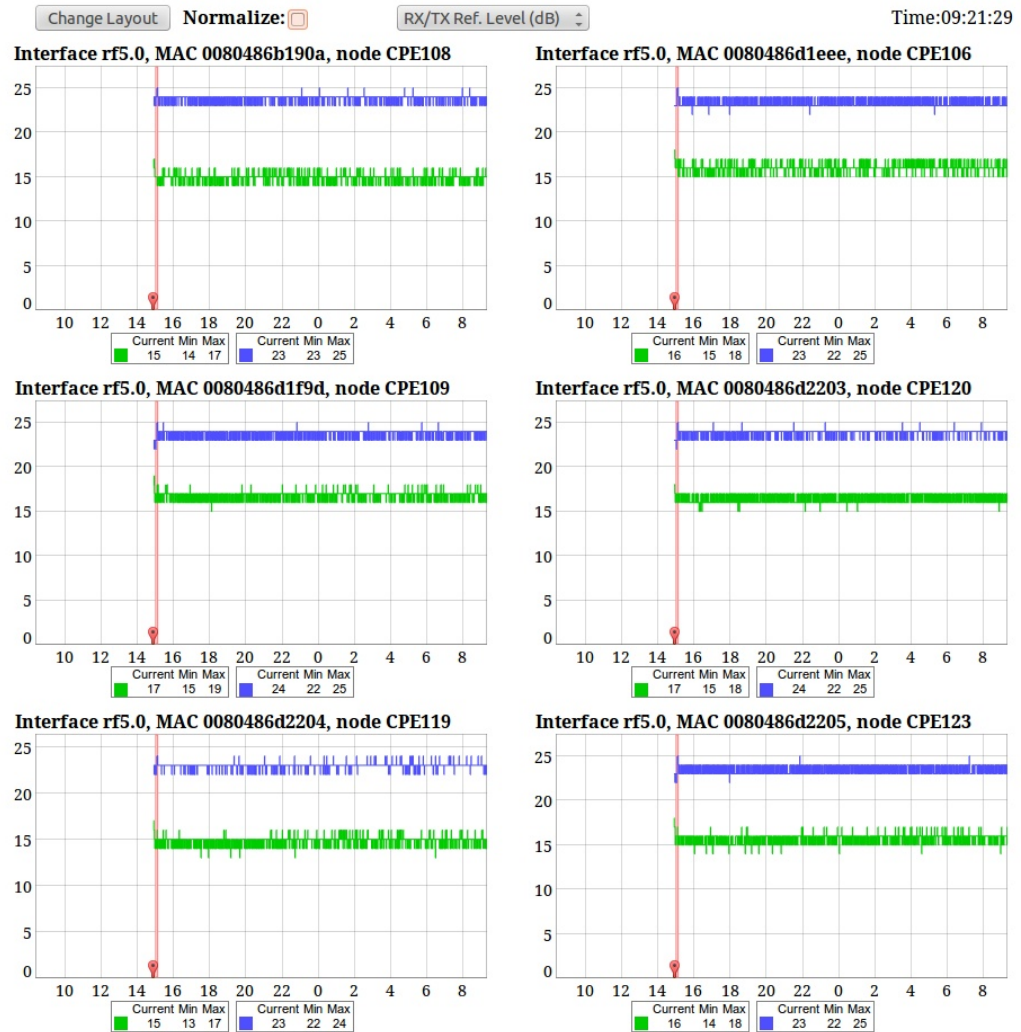 Change Layout Normalize: RX/TX Ref. Level (dB) Time:09:21:29
Interface rf5.0, MAC 0080486b190a, node CPE108
25
20
15
10
5
0
10 12 14 16 18 20 22 0 2 4 6 8
Current Min Max Current Min Max
15 14 17 23 23 25
Interface rf5.0, MAC 0080486d1eee, node CPE106
25
20
15
10
5
0
10 12 14 16 18 20 22 0 2 4 6 8
Current Min Max Current Min Max
16 15 18 23 22 25
Interface rf5.0, MAC 0080486d1f9d, node CPE109
25
20
15
10
5
0
10 12 14 16 18 20 22 0 2 4 6 8
Current Min Max Current Min Max
17 15 19 24 22 25
Interface rf5.0, MAC 0080486d2203, node CPE120
25
20
15
10
5
0
10 12 14 16 18 20 22 0 2 4 6 8
Current Min Max Current Min Max
17 15 18 24 22 25
Interface rf5.0, MAC 0080486d2204, node CPE119
25
20
15
10
5
0
10 12 14 16 18 20 22 0 2 4 6 8
Current Min Max Current Min Max
15 13 17 23 22 24
Interface rf5.0, MAC 0080486d2205, node CPE123
25
20
15
10
5
0
10 12 14 16 18 20 22 0 2 4 6 8
Current Min Max Current Min Max
16 14 18 23 22 25